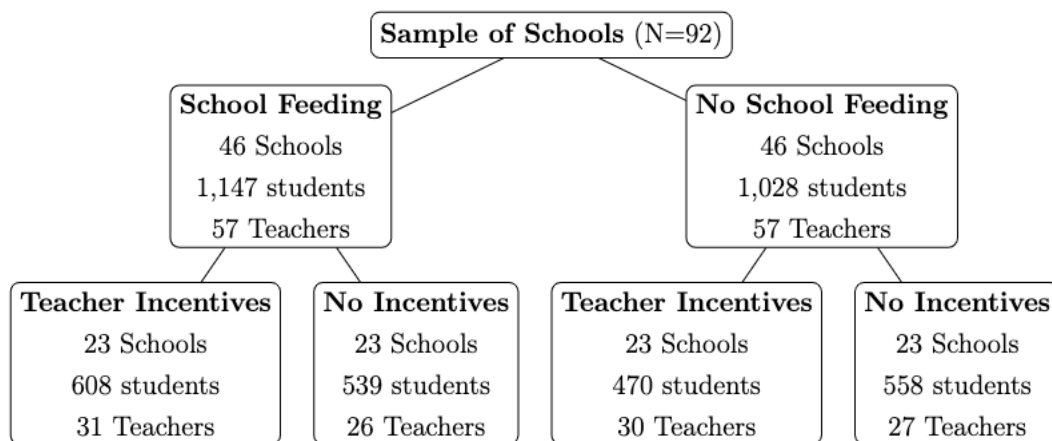 Sample of Schools (N=92)
School Feeding
46 Schools
1,147 students
57 Teachers
No School Feeding
46 Schools
1,028 students
57 Teachers
Teacher Incentives
23 Schools
608 students
31 Teachers
No Incentives
23 Schools
539 students
26 Teachers
Teacher Incentives
23 Schools
470 students
30 Teachers
No Incentives
23 Schools
558 students
27 Teachers